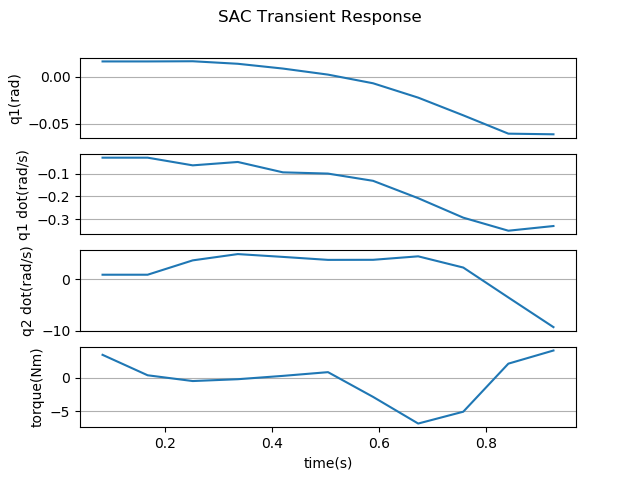 SAC Transient Response
q1(rad)
0.00
−0.05
q1 dot(rad/s)
−0.1
−0.2
−0.3
q2 dot(rad/s)
0
−10
torque(Nm)
0
−5
0.2 0.4 0.6 0.8
time(s)